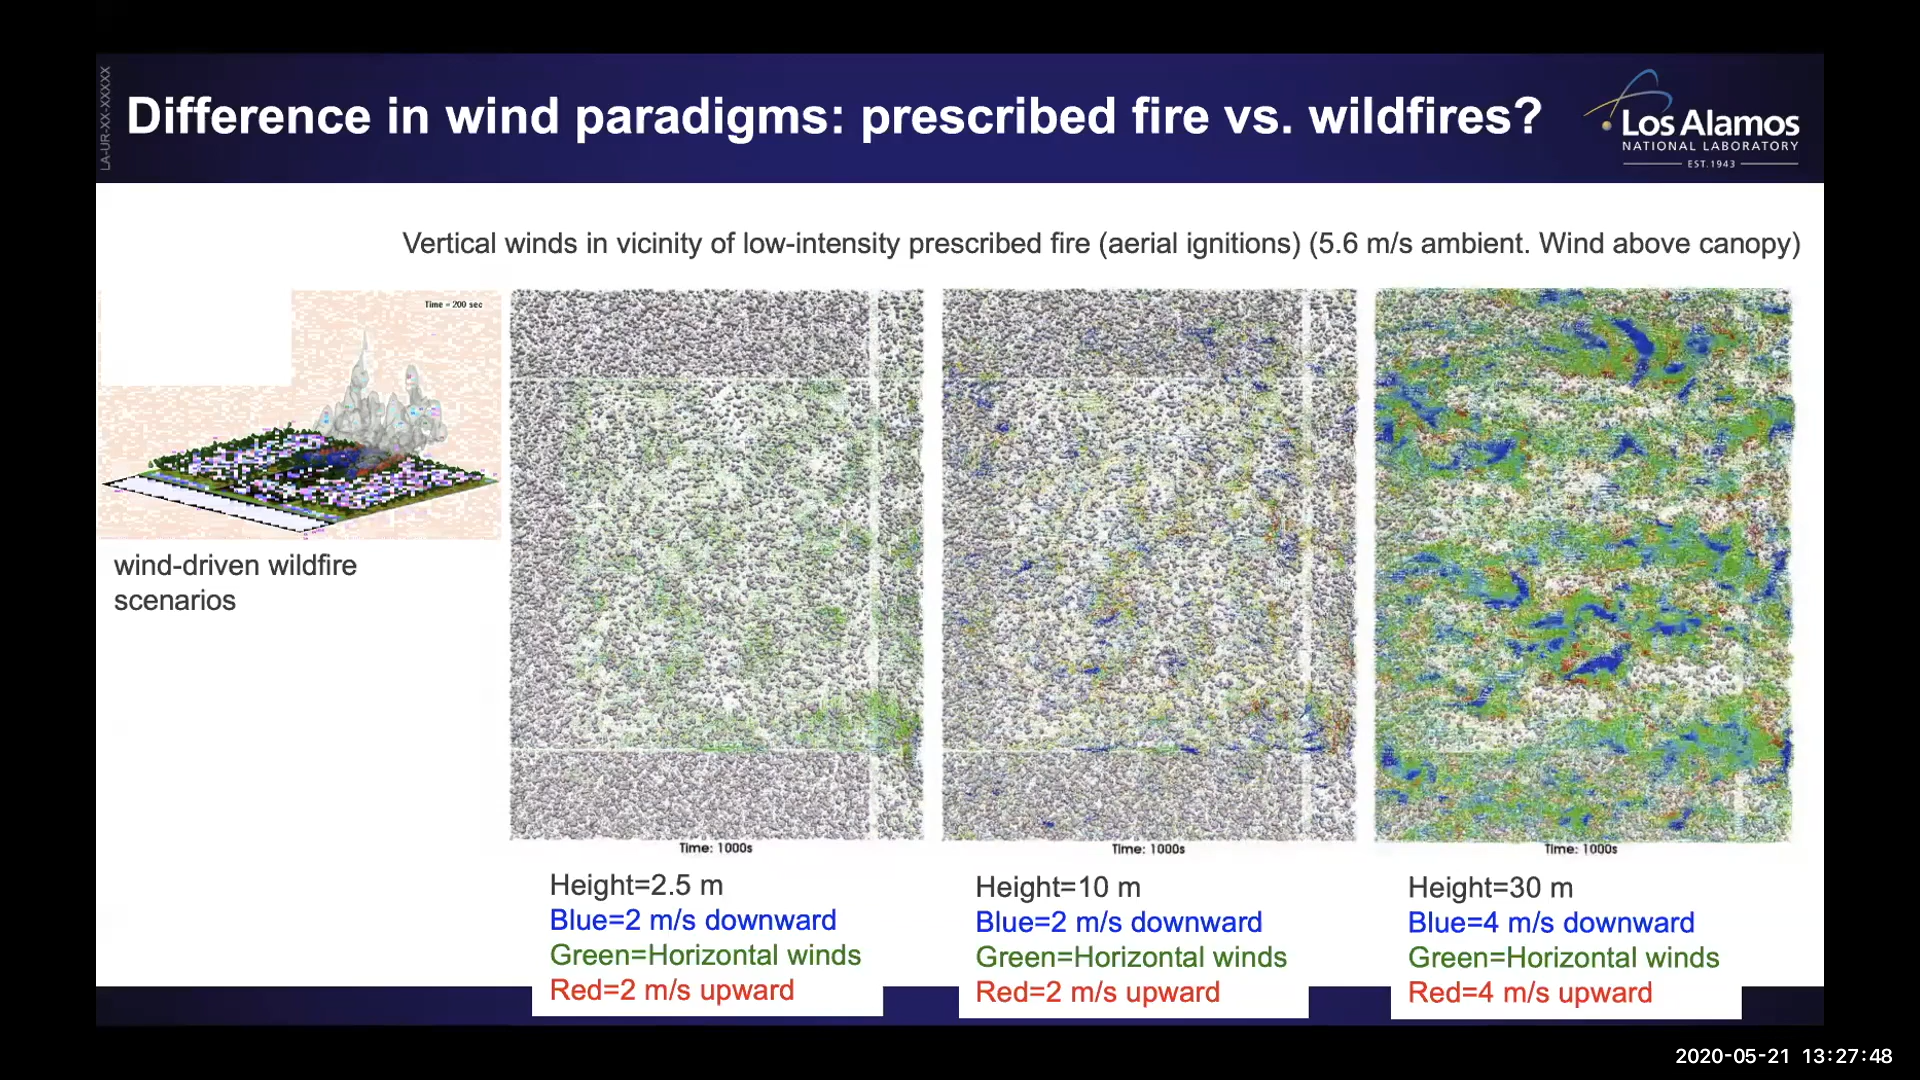 LA-UR-XX-XXXXX
Difference in wind paradigms: prescribed fire vs. wildfires?
Los Alamos
NATIONAL LABORATORY
EST.1943
Vertical winds in vicinity of low-intensity prescribed fire (aerial ignitions) (5.6 m/s ambient. Wind above canopy)
Time = 200 sec
wind-driven wildfire
scenarios
Time: 1000s
Time: 1000s
Time: 1000s
Height=2.5 m
Blue=2 m/s downward
Green=Horizontal winds
Red=2 m/s upward
Height=10 m
Blue=2 m/s downward
Green=Horizontal winds
Red=2 m/s upward
Height=30 m
Blue=4 m/s downward
Green=Horizontal winds
Red=4 m/s upward
2020-05-21 13:27:48